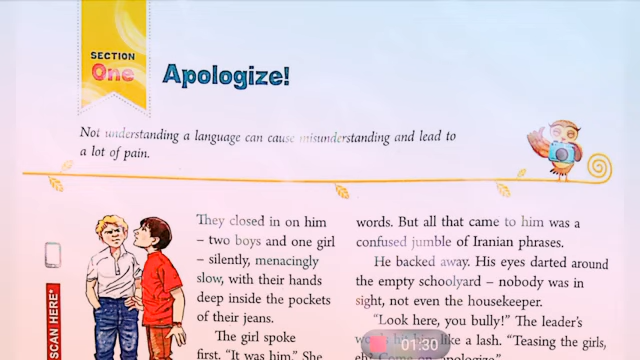 SECTION
One
Apologize!
Not understanding a language can cause misunderstanding and lead to
a lot of pain.
They closed in on him
– two boys and one girl
– silently, menacingly
slow, with their hands
deep inside the pockets
of their jeans.
The girl spoke
first. "It was him." She
words. But all that came to him was a
confused jumble of Iranian phrases.
He backed away. His eyes darted around
the empty schoolyard – nobody was in
sight, not even the housekeeper.
"Look here, you bully!" The leader's
like a lash. "Teasing the girls,
eh? Come on, apologize"
SCAN HERE*
01:30